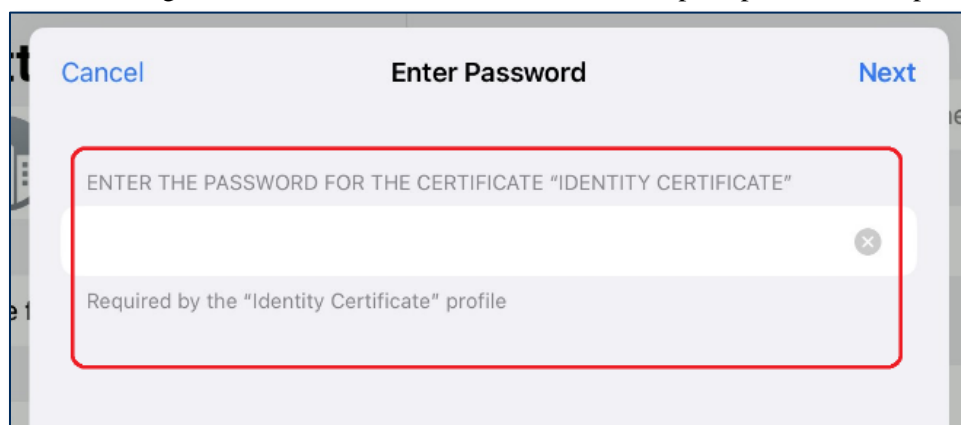 Cancel Enter Password Next
ENTER THE PASSWORD FOR THE CERTIFICATE “IDENTITY CERTIFICATE”
Required by the “Identity Certificate” profile